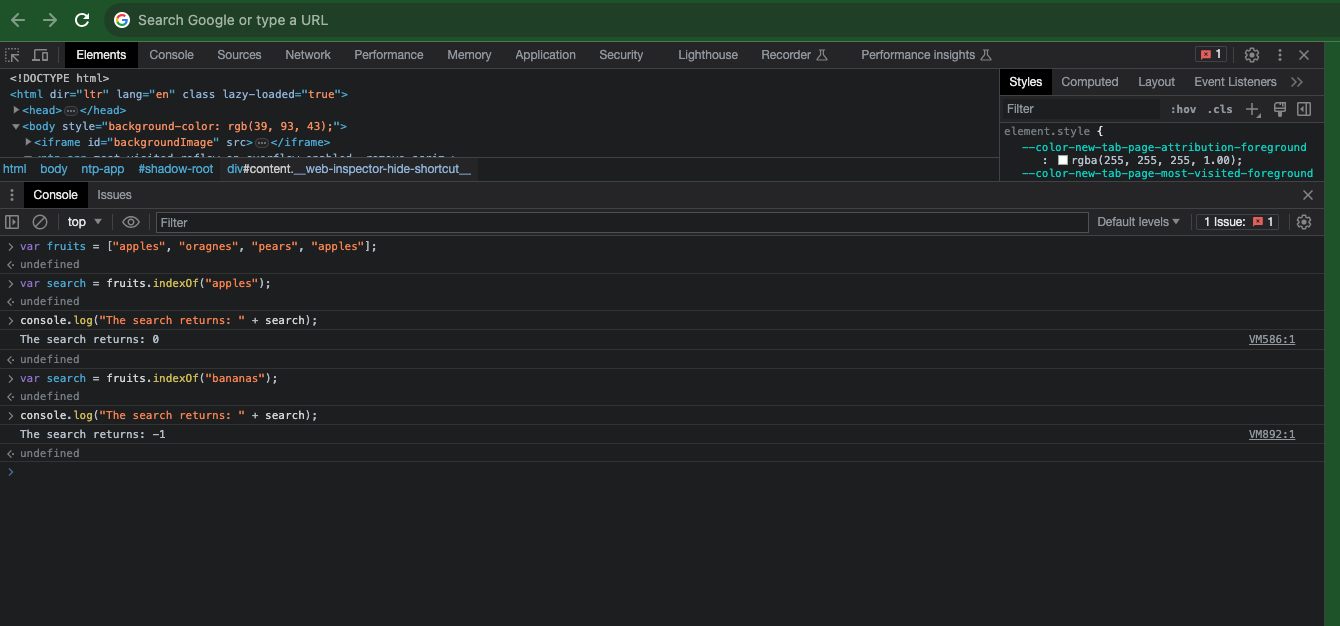 Search Google or type a URL
Elements Console Sources Network Performance Memory Application Security Lighthouse Recorder Performance insights 1
<!DOCTYPE html>
<html dir="ltr" lang="en" class lazy-loaded="true">
<head>…</head>
<body style="background-color: rgb(39, 93, 43);">
<iframe id="backgroundImage" src>…</iframe>
html body ntp-app #shadow-root div#content.__web-inspector-hide-shortcut__
Styles Computed Layout Event Listeners
Filter :hov .cls
element.style {
--color-new-tab-page-attribution-foreground
: rgba(255, 255, 255, 1.00);
--color-new-tab-page-most-visited-foreground
Console Issues
top Filter Default levels 1 Issue: 1
var fruits = ["apples", "oragnes", "pears", "apples"];
undefined
var search = fruits.indexOf("apples");
undefined
console.log("The search returns: " + search);
The search returns: 0 VM586:1
undefined
var search = fruits.indexOf("bananas");
undefined
console.log("The search returns: " + search);
The search returns: -1 VM892:1
undefined